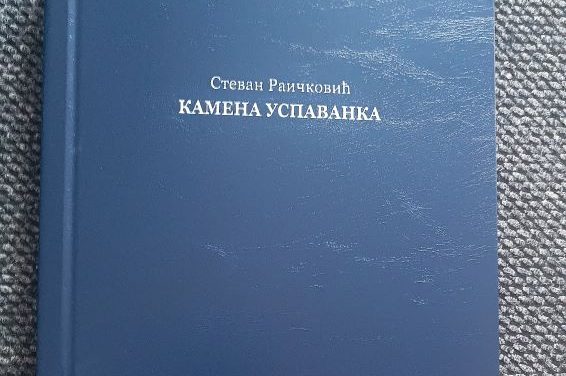 Стеван Раичковић
КАМЕНА УСПАВАНКА